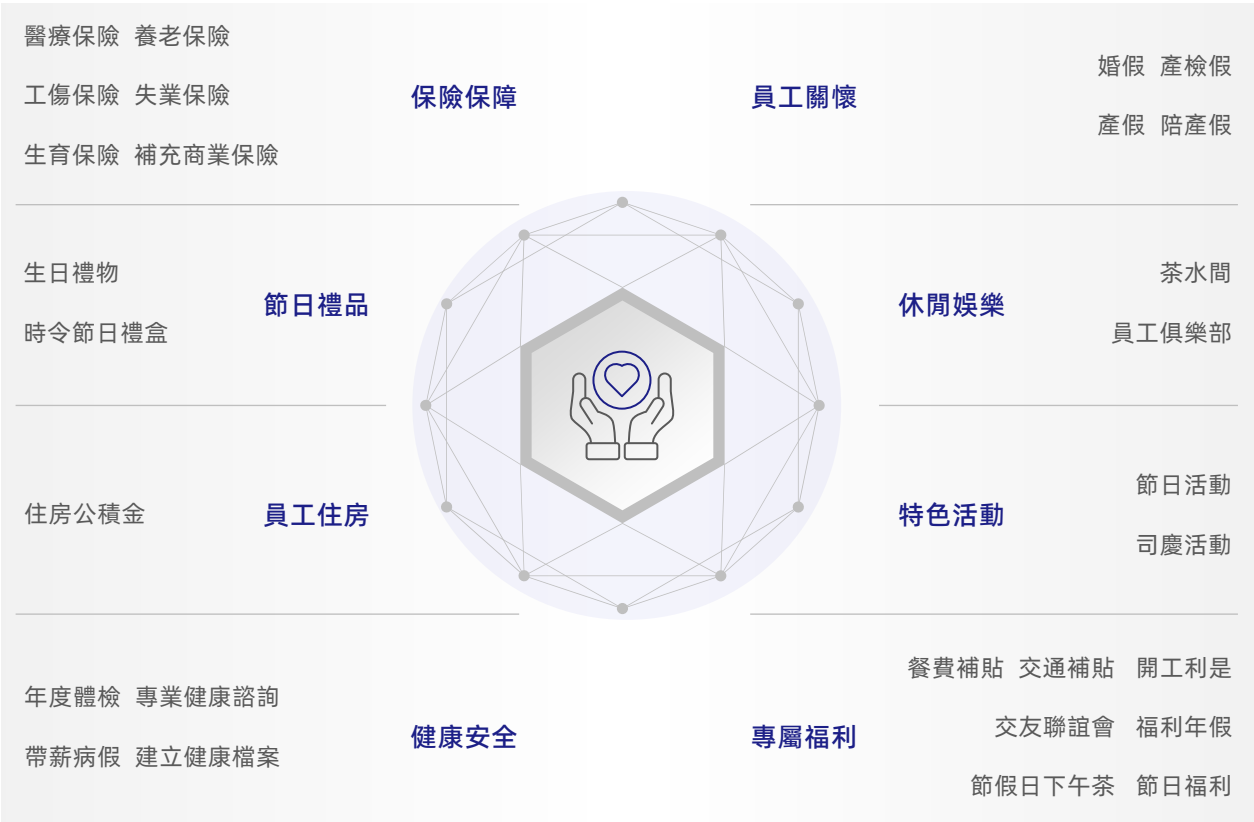 醫療保險 養老保險
工傷保險 失業保險
生育保險 補充商業保險
保險保障
員工關懷
婚假 產檢假
產假 陪產假
生日禮物
時令節日禮盒
節日禮品
休閒娛樂
茶水間
員工俱樂部
住房公積金
員工住房
特色活動
節日活動
司慶活動
年度體檢 專業健康諮詢
帶薪病假 建立健康檔案
健康安全
專屬福利
餐費補貼 交通補貼 開工利是
交友聯誼會 福利年假
節假日下午茶 節日福利